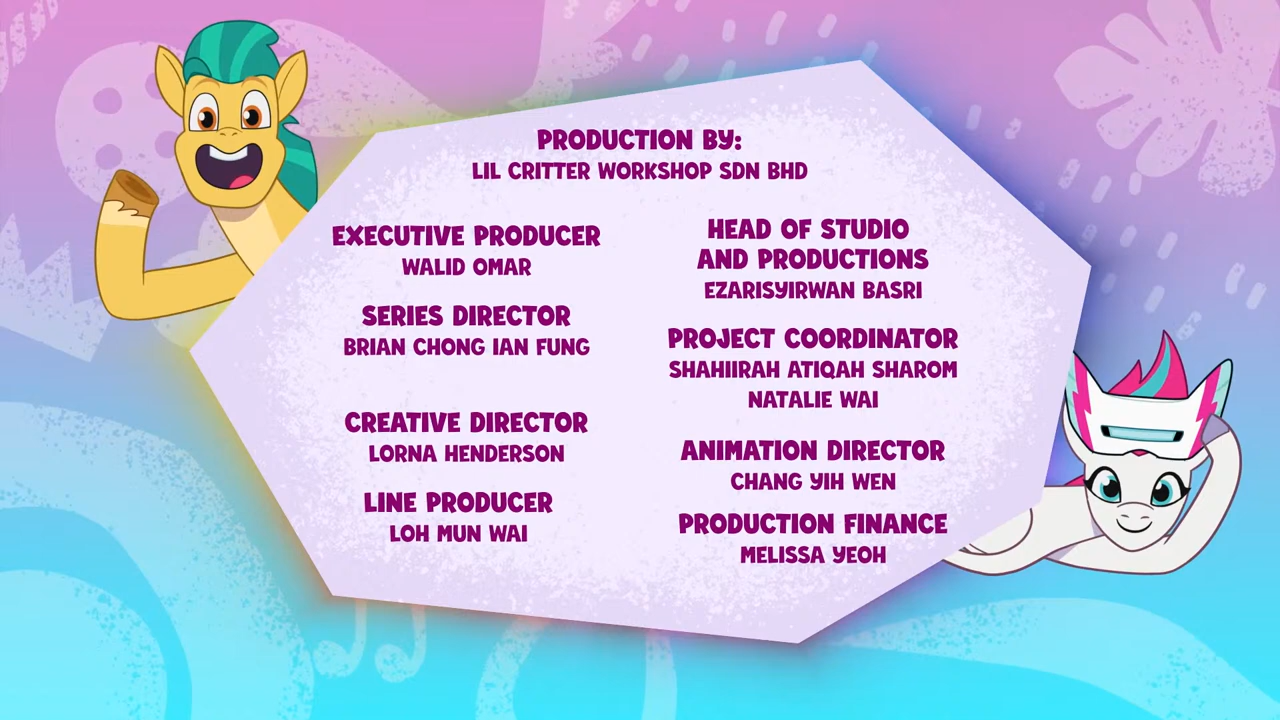 PRODUCTION BY:
LIL CRITTER WORKSHOP SDN BHD
EXECUTIVE PRODUCER
WALID OMAR
SERIES DIRECTOR
BRIAN CHONG IAN FUNG
CREATIVE DIRECTOR
LORNA HENDERSON
LINE PRODUCER
LOH MUN WAI
HEAD OF STUDIO
AND PRODUCTIONS
EZARISYIRWAN BASRI
PROJECT COORDINATOR
SHAHIIRAH ATIQAH SHAROM
NATALIE WAI
ANIMATION DIRECTOR
CHANG YIH WEN
PRODUCTION FINANCE
MELISSA YEOH